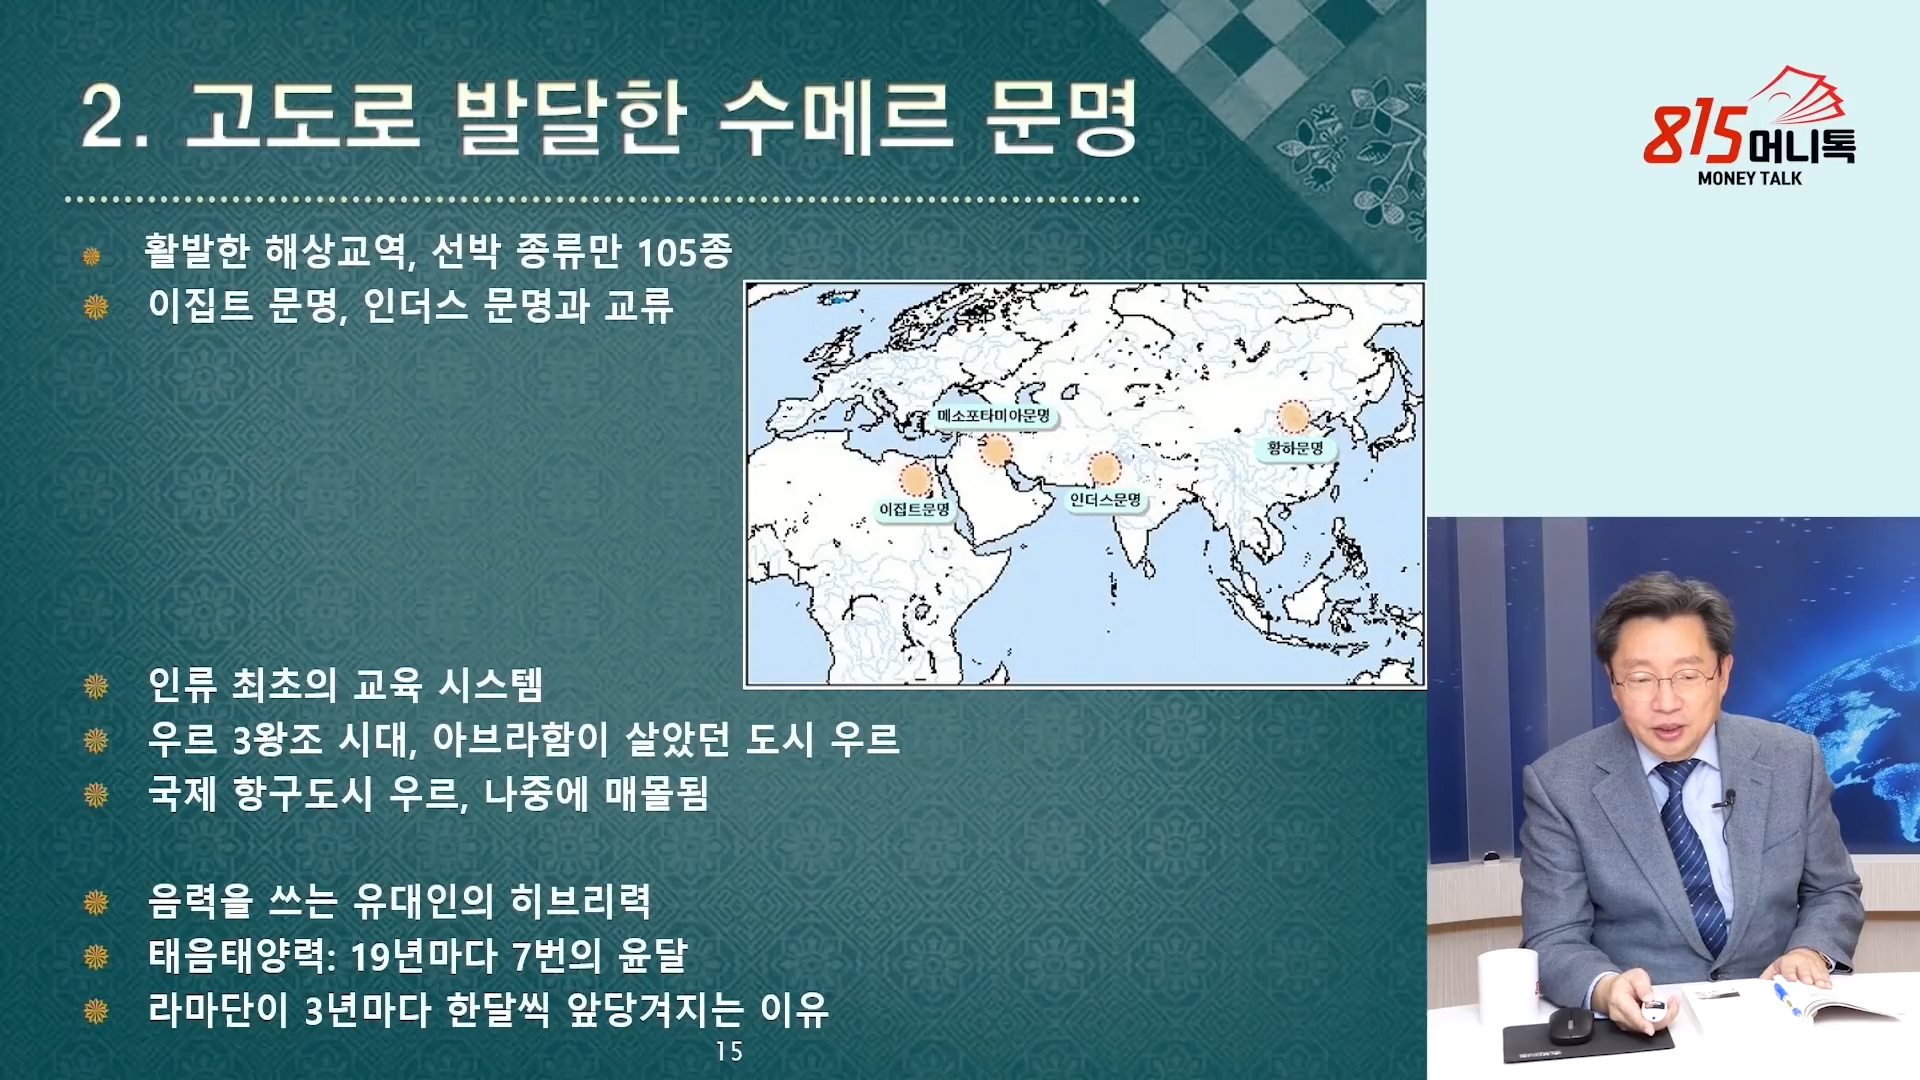 2. 고도로 발달한 수메르 문명
활발한 해상교역, 선박 종류만 105종
이집트 문명, 인더스 문명과 교류
메소포타미아문명
이집트문명
인더스문명
황하문명
인류 최초의 교육 시스템
우르 3왕조 시대, 아브라함이 살았던 도시 우르
국제 항구도시 우르, 나중에 매몰됨
음력을 쓰는 유대인의 히브리력
태음태양력: 19년마다 7번의 윤달
라마단이 3년마다 한달씩 앞당겨지는 이유
15
815머니톡
MONEY TALK